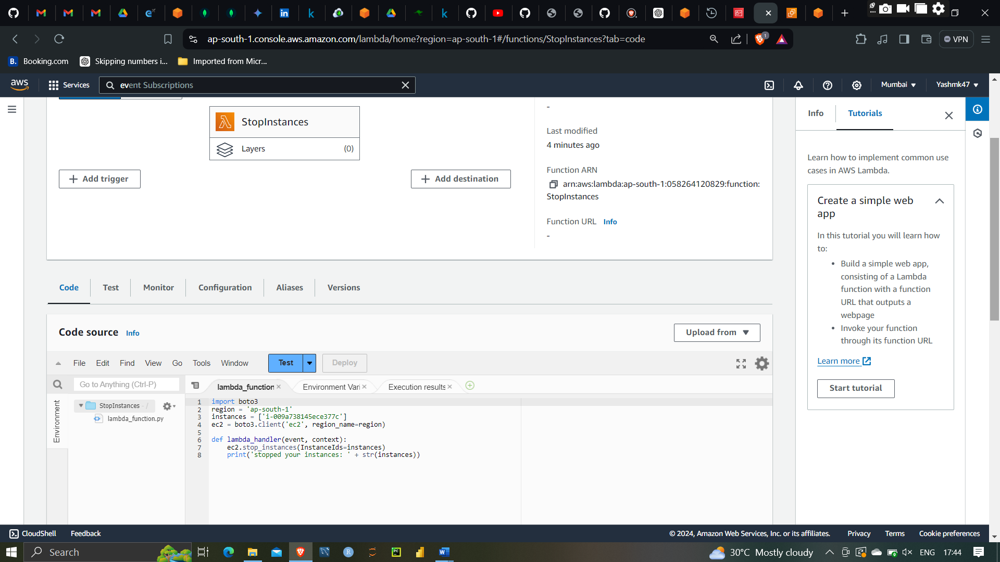 ap-south-1.console.aws.amazon.com/lambda/home?region=ap-south-1#/functions/StopInstances?tab=code
1
VPN
B. Booking.com
Skipping numbers i...
Imported from Micr...
aws
Services
event Subscriptions
Mumbai
Yashmk47
StopInstances
Layers
(0)
Add trigger
Add destination
-
Last modified
4 minutes ago
Function ARN
arn:aws:lambda:ap-south-1:058264120829:function:
StopInstances
Function URL Info
-
Info
Tutorials
Learn how to implement common use
cases in AWS Lambda.
Create a simple web
app
In this tutorial you will learn how
to:
• Build a simple web app,
consisting of a Lambda
function with a function
URL that outputs a
webpage
• Invoke your function
through its function URL
Learn more
Start tutorial
Code
Test
Monitor
Configuration
Aliases
Versions
Code source Info
Upload from
File Edit Find View Go Tools Window
Test
Deploy
Go to Anything (Ctrl-P)
lambda_function
Environment Vari
Execution results
Environment
StopInstances - /
lambda_function.py
1 import boto3
2 region = 'ap-south-1'
3 instances = ['i-009a738145ece377c']
4 ec2 = boto3.client('ec2', region_name=region)
5
6 def lambda_handler(event, context):
7     ec2.stop_instances(InstanceIds=instances)
8     print('stopped your instances: ' + str(instances))
CloudShell
Feedback
© 2024, Amazon Web Services, Inc. or its affiliates.
Privacy
Terms
Cookie preferences
Search
30°C Mostly cloudy
ENG
17:44